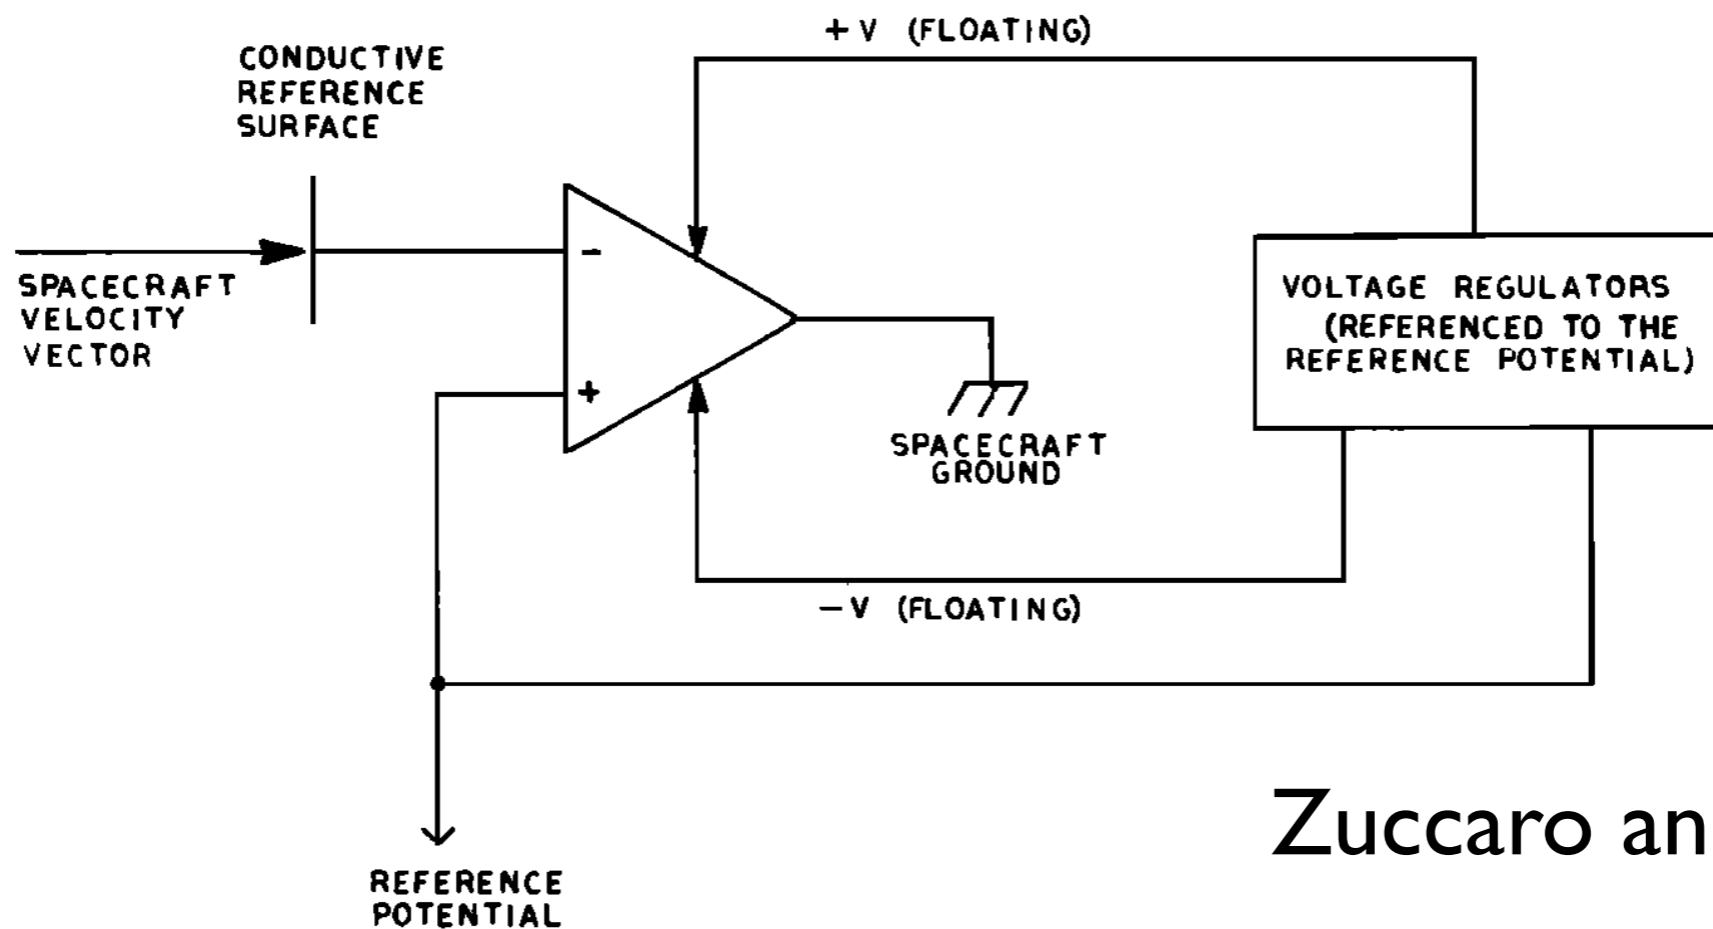 +V (FLOATING)
CONDUCTIVE
REFERENCE
SURFACE
-
SPACECRAFT
VELOCITY
VECTOR
+
SPACECRAFT
GROUND
VOLTAGE REGULATORS
(REFERENCED TO THE
REFERENCE POTENTIAL)
-V (FLOATING)
REFERENCE
POTENTIAL
Zuccaro an